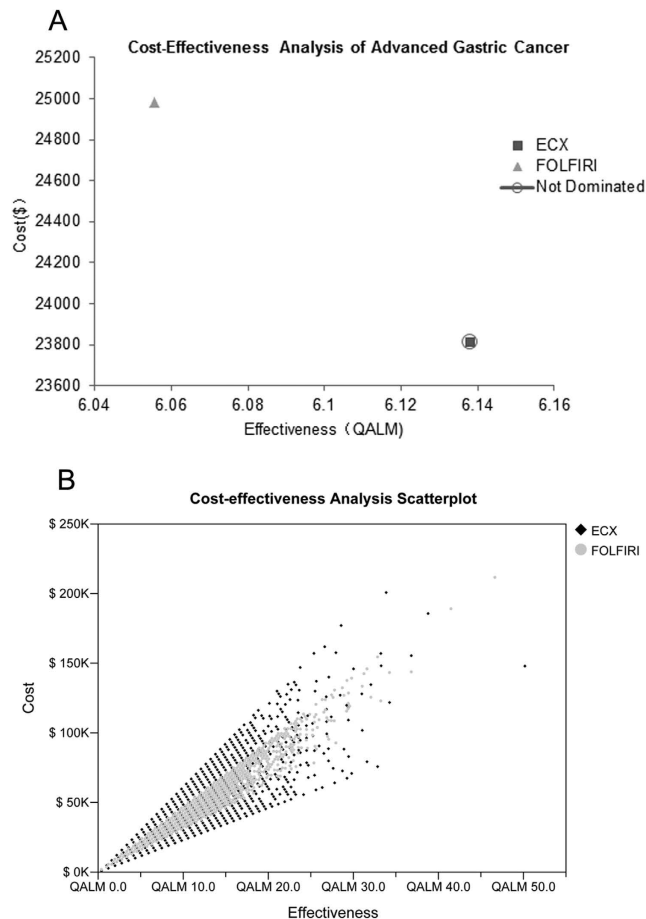 A
Cost-Effectiveness Analysis of Advanced Gastric Cancer
25200
25000
24800
24600
24400
24200
24000
23800
23600
Cost($)
6.04 6.06 6.08 6.1 6.12 6.14 6.16
Effectiveness (QALM)
ECX
FOLFIRI
Not Dominated
B
Cost-effectiveness Analysis Scatterplot
$ 250K
$ 200K
$ 150K
$ 100K
$ 50K
$ 0K
Cost
QALM 0.0 QALM 10.0 QALM 20.0 QALM 30.0 QALM 40.0 QALM 50.0
Effectiveness
ECX
FOLFIRI